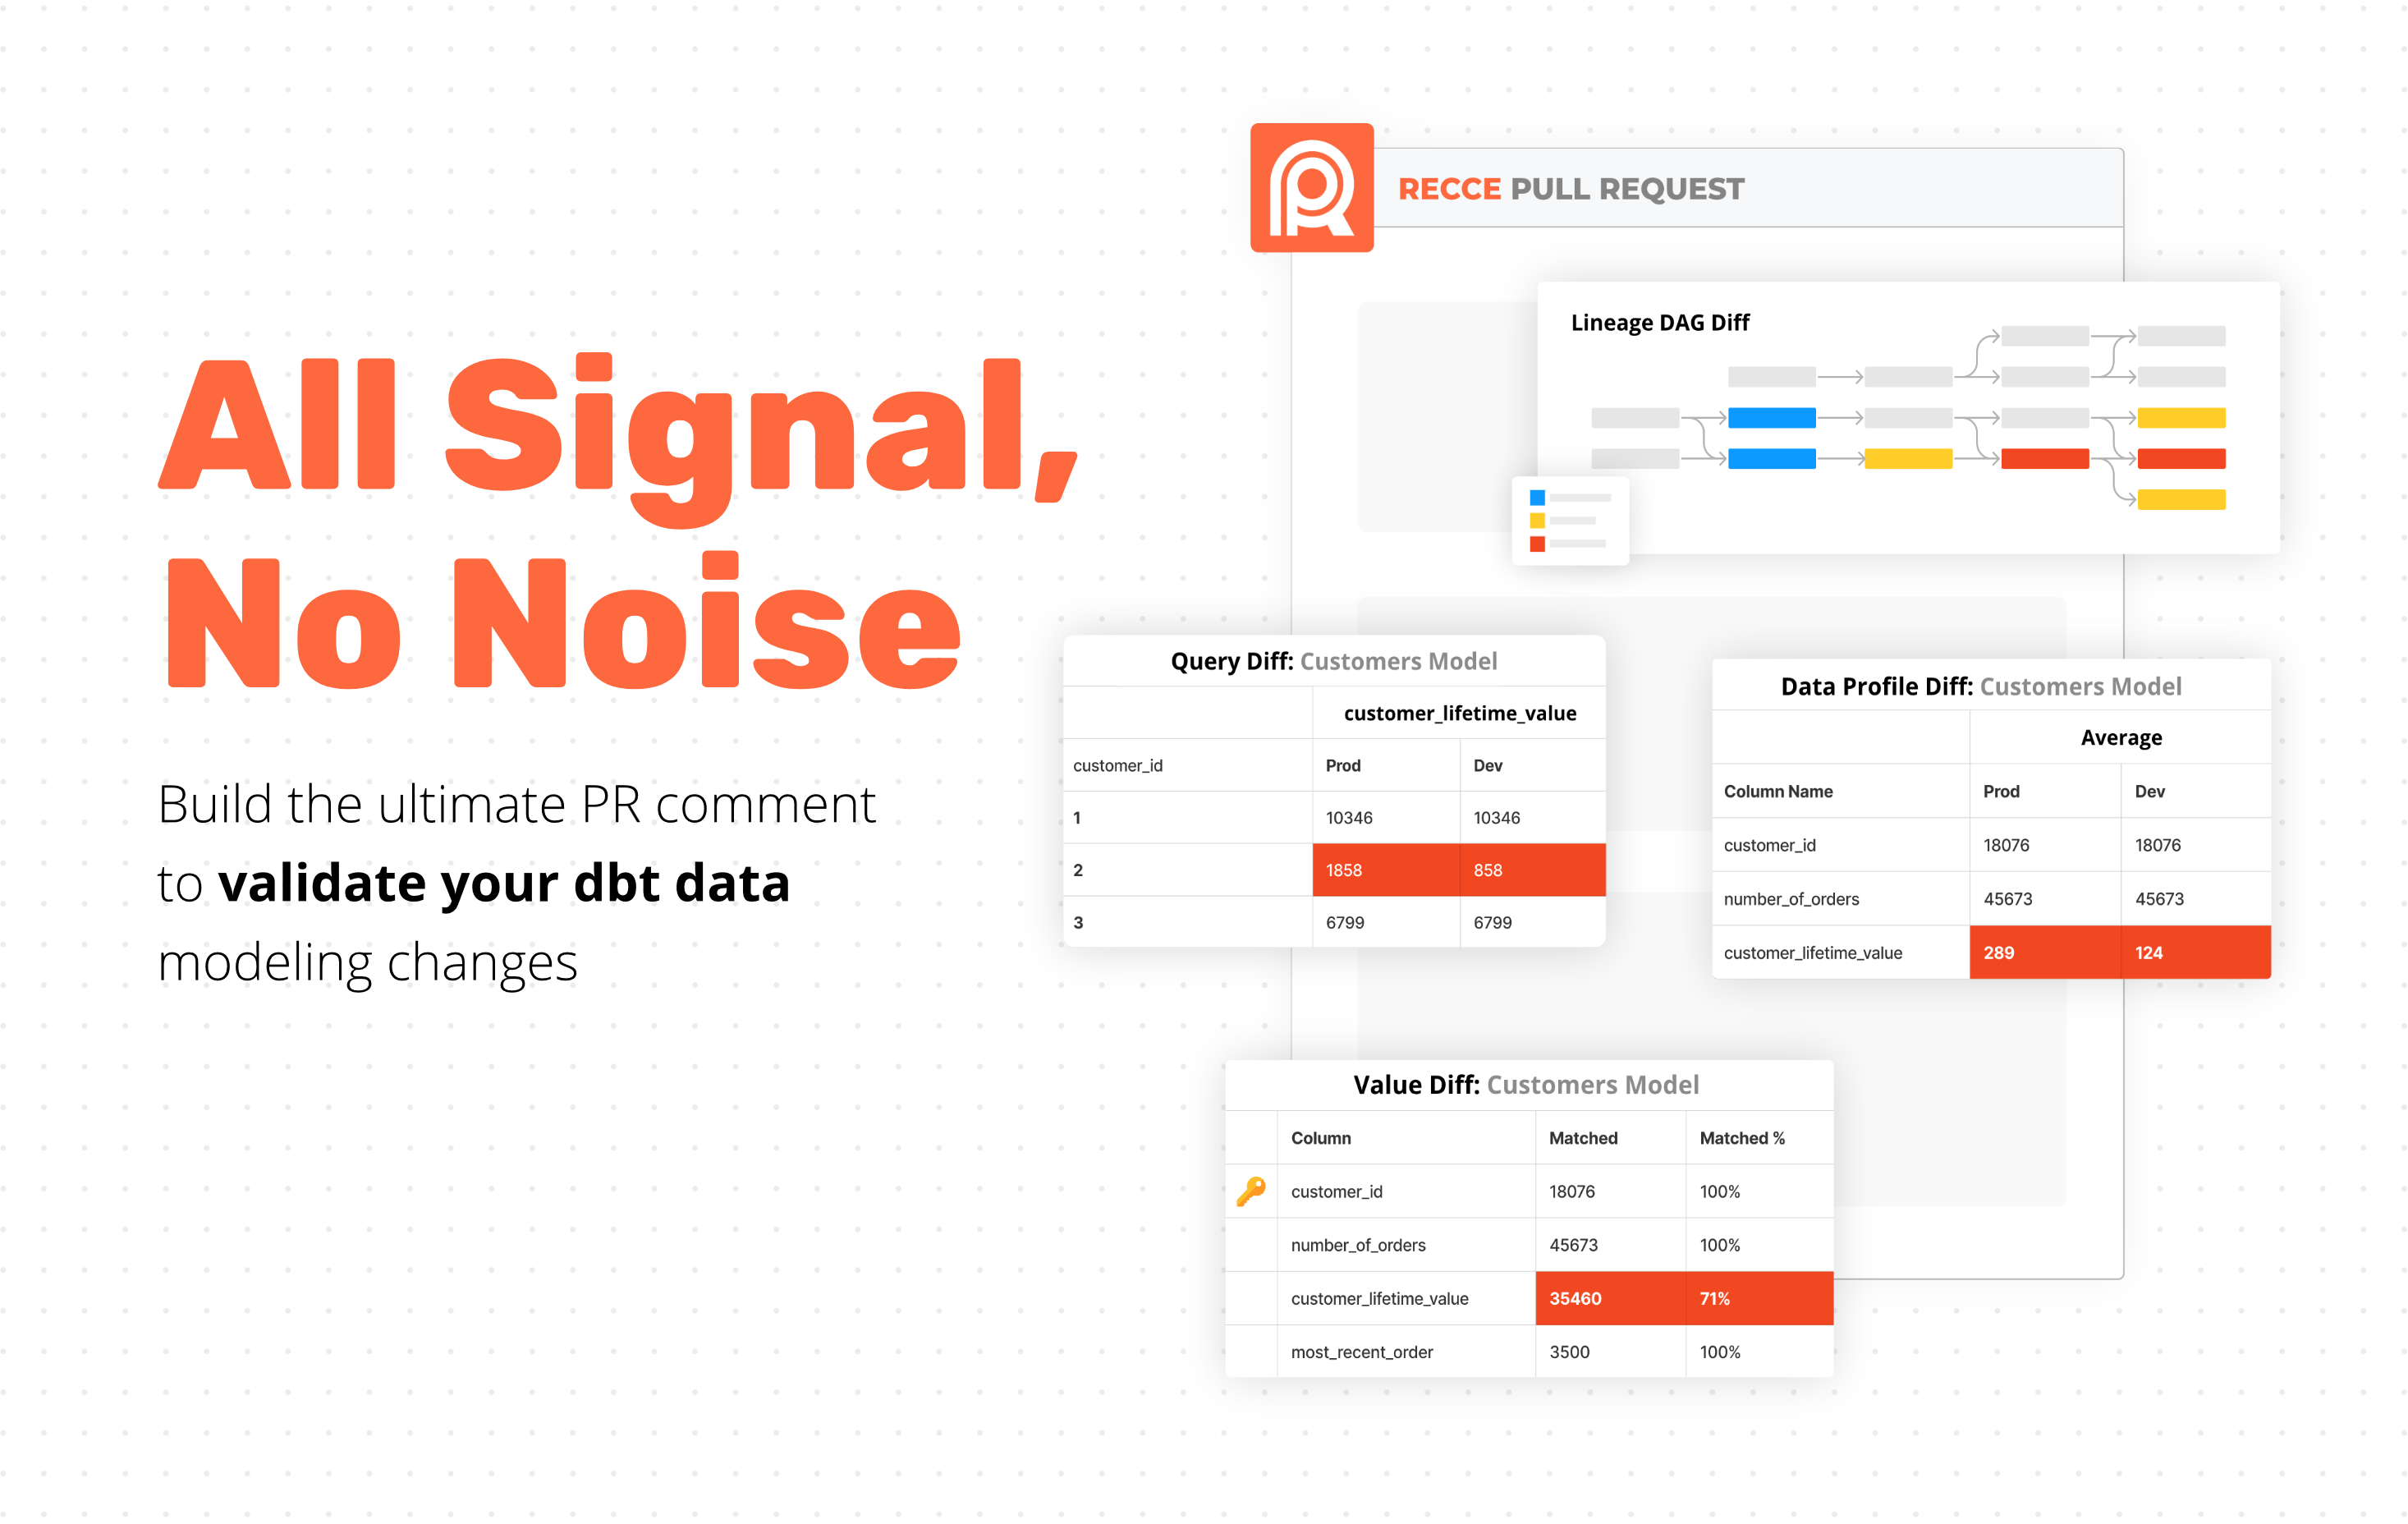 All Signal,
No Noise
Build the ultimate PR comment
to validate your dbt data
modeling changes
RECCE PULL REQUEST
Lineage DAG Diff
Query Diff: Customers Model
customer_lifetime_value
customer_id Prod Dev
1 10346 10346
2 1858 858
3 6799 6799
Data Profile Diff: Customers Model
Average
Column Name Prod Dev
customer_id 18076 18076
number_of_orders 45673 45673
customer_lifetime_value 289 124
Value Diff: Customers Model
Column Matched Matched %
customer_id 18076 100%
number_of_orders 45673 100%
customer_lifetime_value 35460 71%
most_recent_order 3500 100%